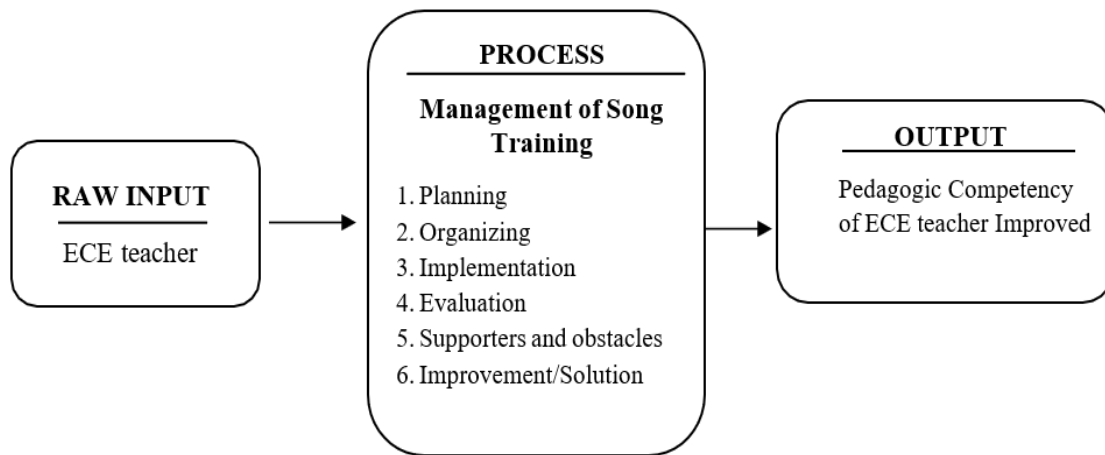 RAW INPUT
ECE teacher
PROCESS
Management of Song
Training
1. Planning
2. Organizing
3. Implementation
4. Evaluation
5. Supporters and obstacles
6. Improvement/Solution
OUTPUT
Pedagogic Competency
of ECE teacher Improved